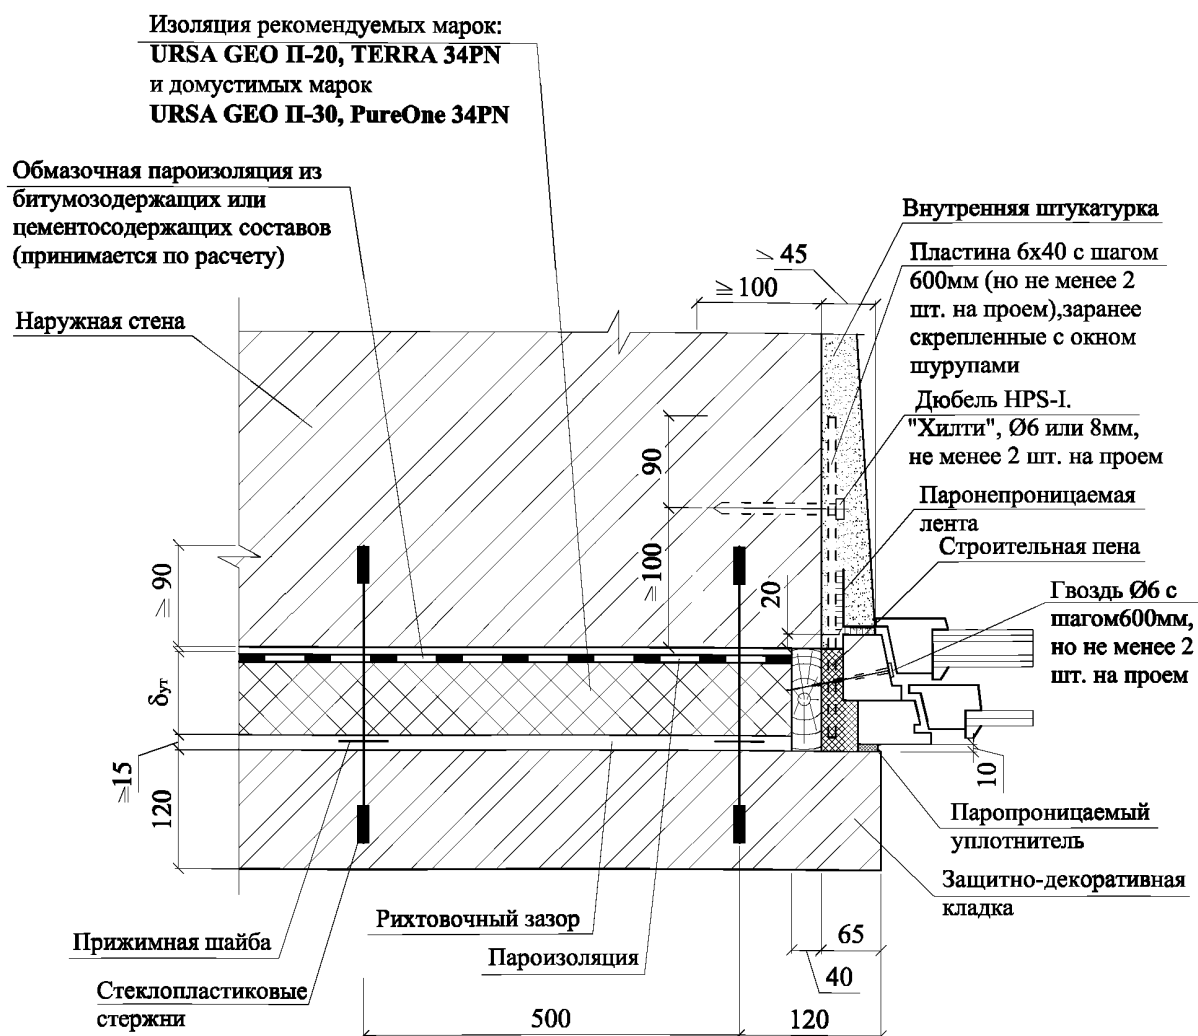 Изоляция рекомендуемых марок:
URSA GEO П-20, TERRA 34PN
и домустимых марок
URSA GEO П-30, PureOne 34PN
Обмазочная пароизоляция из
битумозодержащих или
цементосодержащих составов
(принимается по расчету)
Наружная стена
Внутренняя штукатурка
Пластина 6х40 с шагом
600мм (но не менее 2
шт. на проем),заранее
скрепленные с окном
шурупами
Дюбель HPS-I.
"Хилти", Ø6 или 8мм,
не менее 2 шт. на проем
Паронепроницаемая
лента
Строительная пена
Гвоздь Ø6 с
шагом600мм,
но не менее 2
шт. на проем
≥ 45
≧ 100
90
≧100
20
≥ 90
δут
≥15
120
10
Паропроницаемый
уплотнитель
Защитно-декоративная
кладка
Рихтовочный зазор
Прижимная шайба
Пароизоляция
Стеклопластиковые
стержни
65
40
500
120